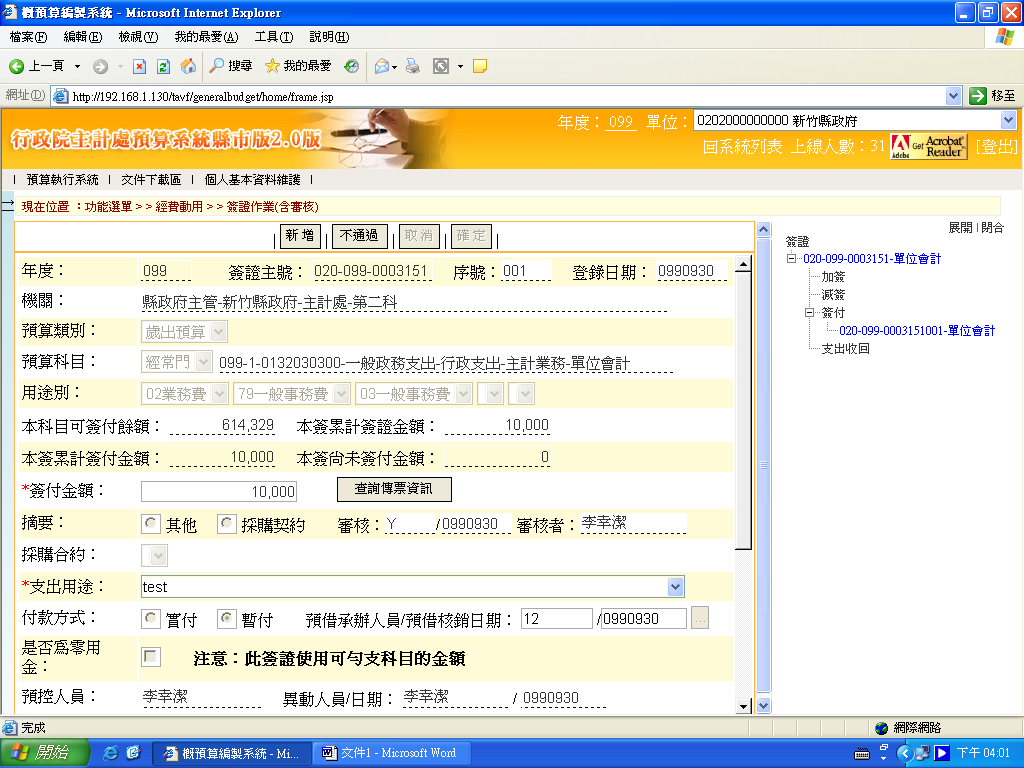 概預算編製系統 - Microsoft Internet Explorer
檔案(F) 編輯(E) 檢視(V) 我的最愛(A) 工具(T) 說明(H)
上一頁 搜尋 我的最愛
網址(D) http://192.168.1.130/tavf/generalbudget/home/frame.jsp 移至
行政院主計處預算系統縣市版2.0版
年度： 099 單位： 0202000000000 新竹縣政府
回系統列表 上線人數：31 Adobe Get Acrobat Reader [登出]
| 預算執行系統 | 文件下載區 | 個人基本資料維護 |
現在位置 ：功能選單 > > 經費動用 > > 簽證作業(含審核)
| 新增 | 不通過 | 取消 | 確定 |
年度： 099 簽證主號： 020-099-0003151 序號： 001 登錄日期： 0990930
機關： 縣政府主管-新竹縣政府-主計處-第二科
預算類別： 歲出預算
預算科目： 經常門 099-1-0132030300-一般政務支出-行政支出-主計業務-單位會計
用途別： 02業務費 79一般事務費 03一般事務費
本科目可簽付餘額： 614,329 本簽累計簽證金額： 10,000
本簽累計簽付金額： 10,000 本簽尚未簽付金額： 0
*簽付金額： 10,000 查詢傳票資訊
摘要： 其他 採購契約 審核： Y /0990930 審核者： 李幸潔
採購合約：
*支出用途： test
付款方式： 實付 暫付 預借承辦人員/預借核銷日期： 12 /0990930 ...
是否為零用金： 注意：此簽證使用可勻支科目的金額
預控人員： 李幸潔 異動人員/日期： 李幸潔 / 0990930
展開 | 閉合
簽證
020-099-0003151-單位會計
加簽
減簽
簽付
020-099-0003151001-單位會計
支出收回
完成 網際網路
開始 概預算編製系統 - Mi... 文件1 - Microsoft Word 下午 04:01